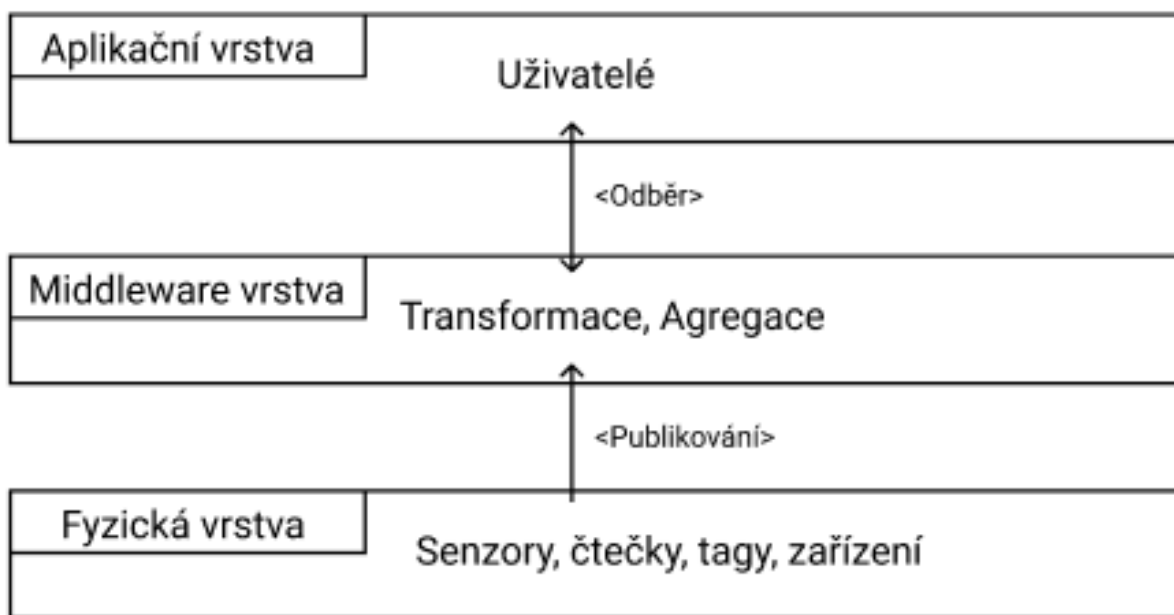 Aplikační vrstva
Uživatelé
<Odběr>
Middleware vrstva
Transformace, Agregace
<Publikování>
Fyzická vrstva
Senzory, čtečky, tagy, zařízení